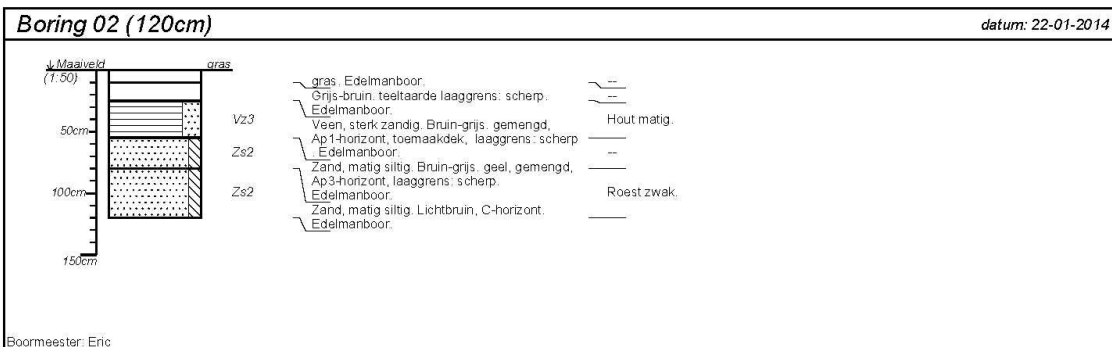 Boring 02 (120cm)
datum: 22-01-2014
Maaiveld
gras
(1:50)
50cm
100cm
150cm
Vz3
Zs2
Zs2
gras. Edelmanboor.
Grijs-bruin. teeltaarde laaggrens: scherp.
Edelmanboor.
Veen, sterk zandig. Bruin-grijs. gemengd,
Ap1-horizont, toemaakdek, laaggrens: scherp
. Edelmanboor.
Zand, matig siltig. Bruin-grijs. geel, gemengd,
Ap3-horizont, laaggrens: scherp.
Edelmanboor.
Zand, matig siltig. Lichtbruin, C-horizont.
Edelmanboor.
--
--
Hout matig.
--
Roest zwak.
Boormeester: Eric